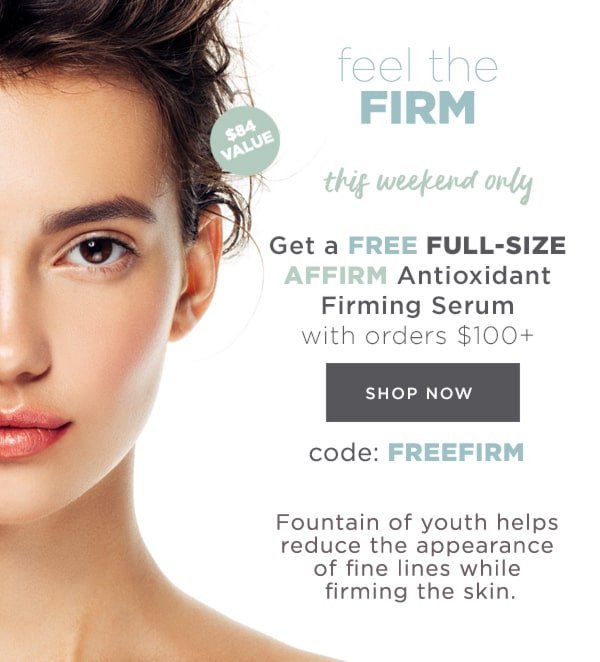 feel the
FIRM
$84
VALUE
this weekend only
Get a FREE FULL-SIZE
AFFIRM Antioxidant
Firming Serum
with orders $100+
SHOP NOW
code: FREEFIRM
Fountain of youth helps
reduce the appearance
of fine lines while
firming the skin.